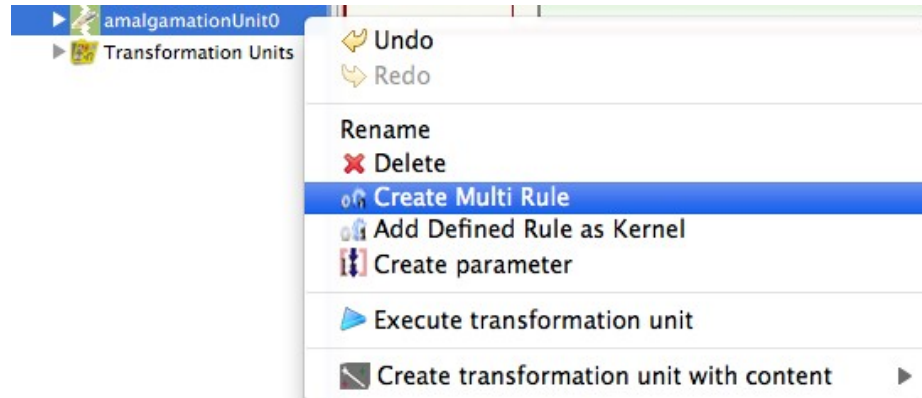 amalgamationUnit0
Transformation Units
Undo
Redo
Rename
Delete
Create Multi Rule
Add Defined Rule as Kernel
Create parameter
Execute transformation unit
Create transformation unit with content